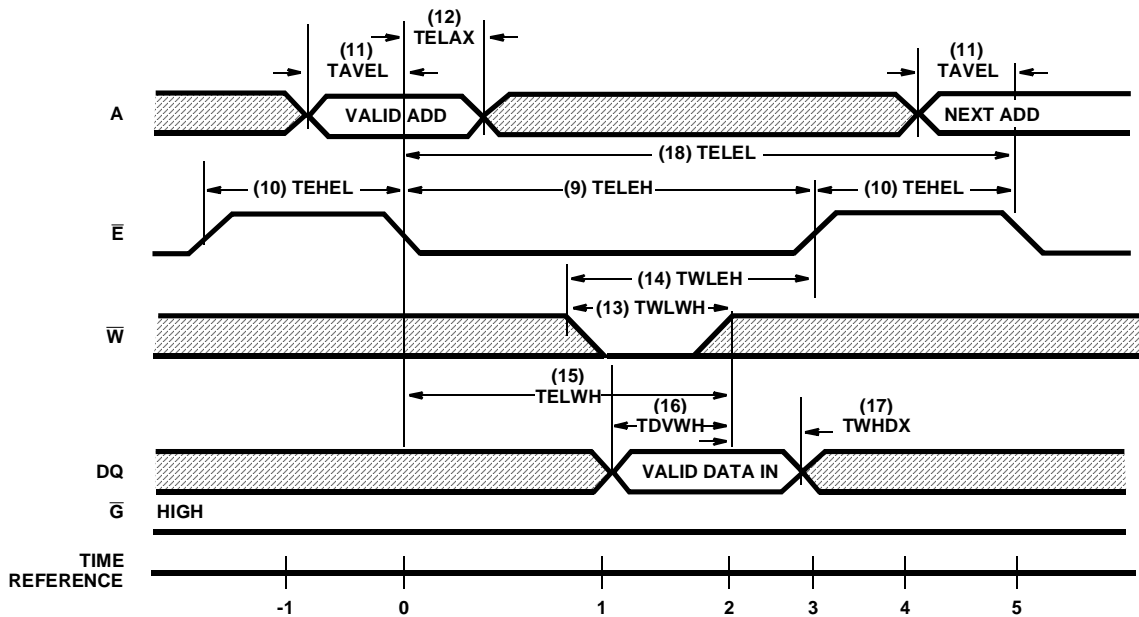 (12)
TELAX
(11)
TAVEL
(11)
TAVEL
A
VALID ADD
NEXT ADD
(18) TELEL
(10) TEHEL
(9) TELEH
(10) TEHEL
E
(14) TWLEH
(13) TWLWH
W
(15)
TELWH
(16)
TDVWH
(17)
TWHDX
DQ
VALID DATA IN
G
HIGH
TIME
REFERENCE
-1 0 1 2 3 4 5